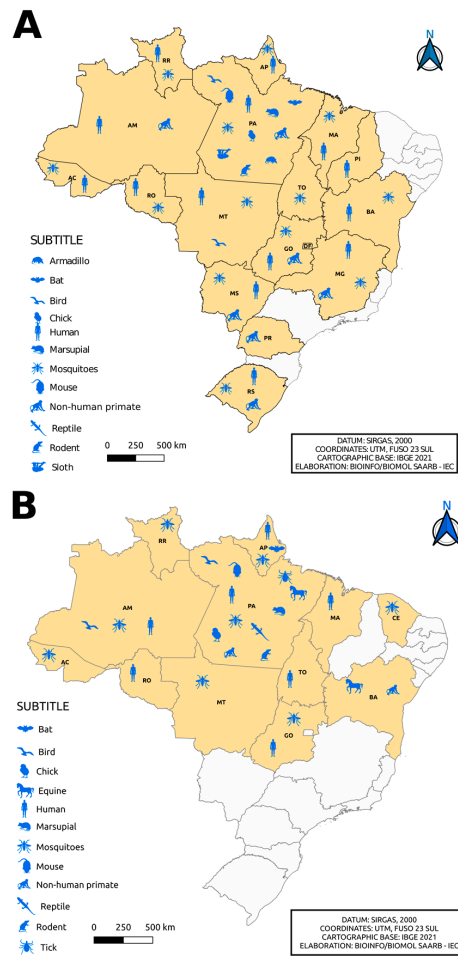 A
RR
AP
AM
PA
MA
PI
AC
RO
TO
MT
BA
GO
DF
MG
MS
PR
RS
SUBTITLE
Armadillo
Bat
Bird
Chick
Human
Marsupial
Mosquitoes
Mouse
Non-human primate
Reptile
Rodent
Sloth
0 250 500 km
N
DATUM: SIRGAS, 2000
COORDINATES: UTM, FUSO 23 SUL
CARTOGRAPHIC BASE: IBGE 2021
ELABORATION: BIOINFO/BIOMOL SAARB - IEC
B
N
RR
AP
AM
PA
MA
CE
AC
RO
TO
MT
BA
GO
SUBTITLE
Bat
Bird
Chick
Equine
Human
Marsupial
Mosquitoes
Mouse
Non-human primate
Reptile
Rodent
Tick
0 250 500 km
DATUM: SIRGAS, 2000
COORDINATES: UTM, FUSO 23 SUL
CARTOGRAPHIC BASE: IBGE 2021
ELABORATION: BIOINFO/BIOMOL SAARB - IEC